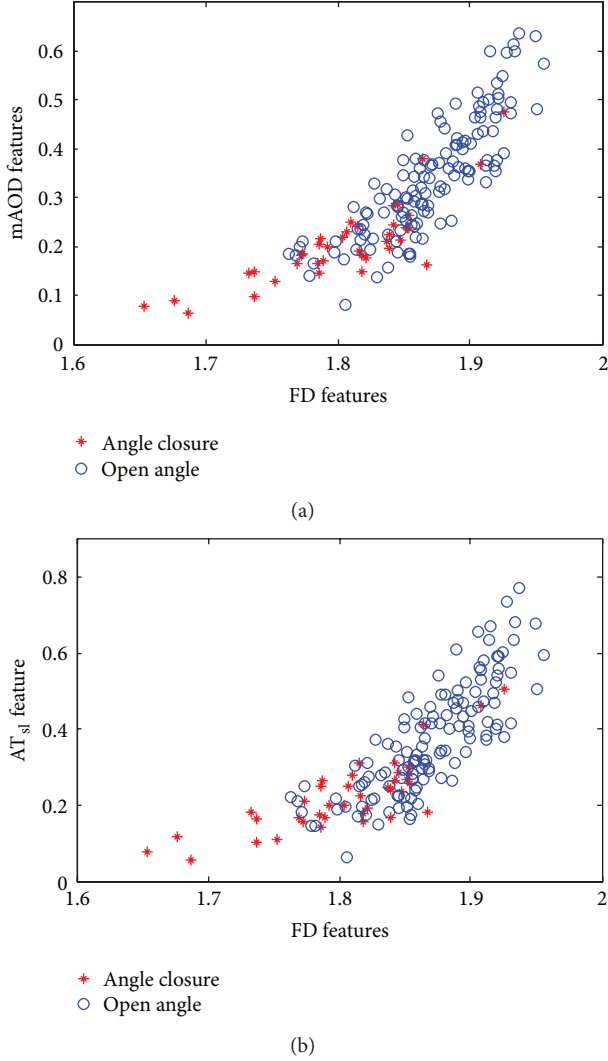 0.6
0.5
0.4
0.3
0.2
0.1
0
mAOD features
1.6 1.7 1.8 1.9 2
FD features
Angle closure
Open angle
(a)
0.8
0.6
0.4
0.2
0
AT_sl feature
1.6 1.7 1.8 1.9 2
FD features
Angle closure
Open angle
(b)